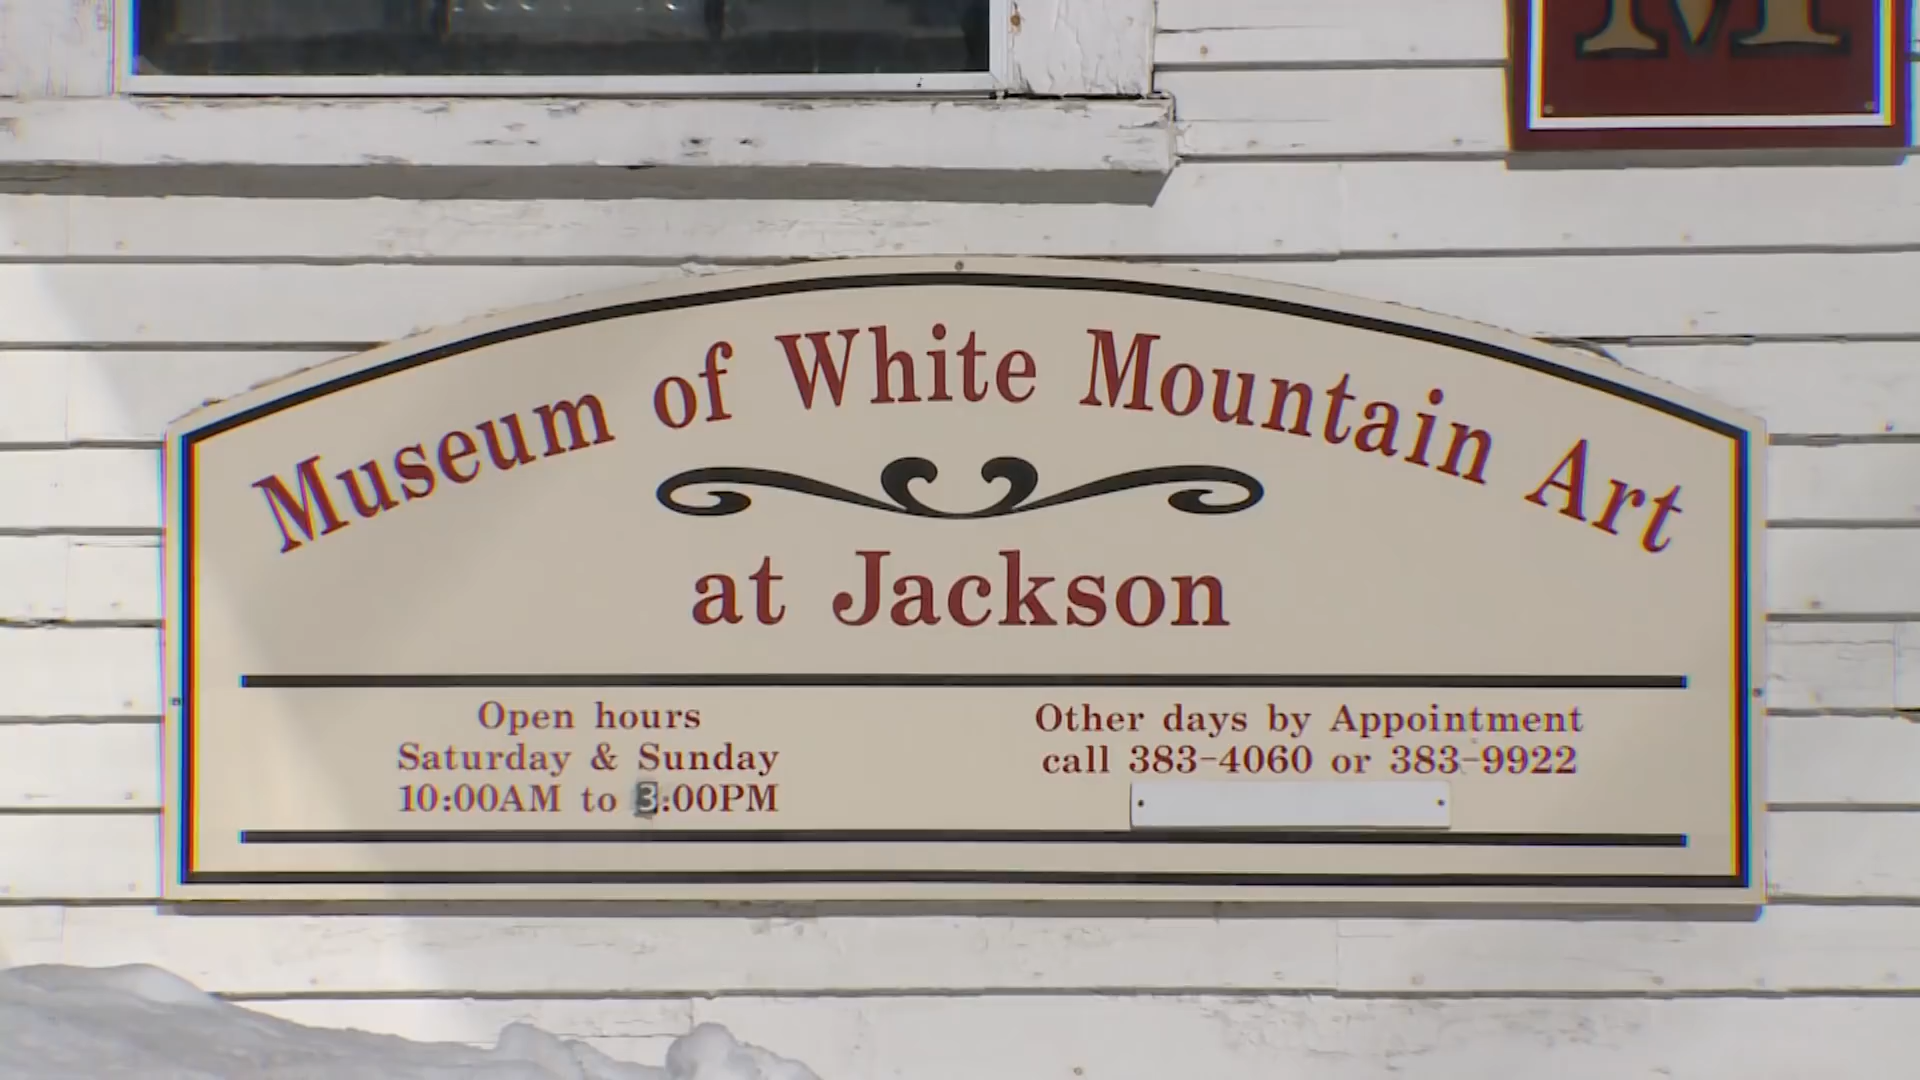 M
Museum of White Mountain Art
at Jackson
Open hours
Saturday & Sunday
10:00AM to 3:00PM
Other days by Appointment
call 383-4060 or 383-9922